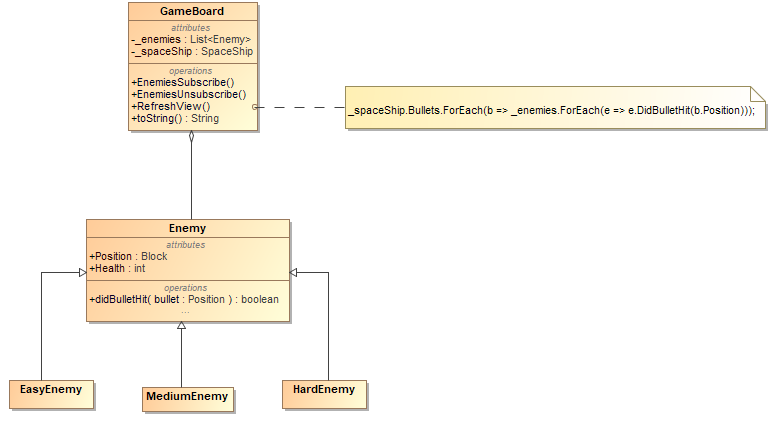 GameBoard
attributes
-_enemies : List<Enemy>
-_spaceShip : SpaceShip
operations
+EnemiesSubscribe()
+EnemiesUnsubscribe()
+RefreshView()
+toString() : String
_spaceShip.Bullets.ForEach(b => _enemies.ForEach(e => e.DidBulletHit(b.Position)));
Enemy
attributes
+Position : Block
+Health : int
operations
+didBulletHit( bullet : Position ) : boolean
...
EasyEnemy
MediumEnemy
HardEnemy